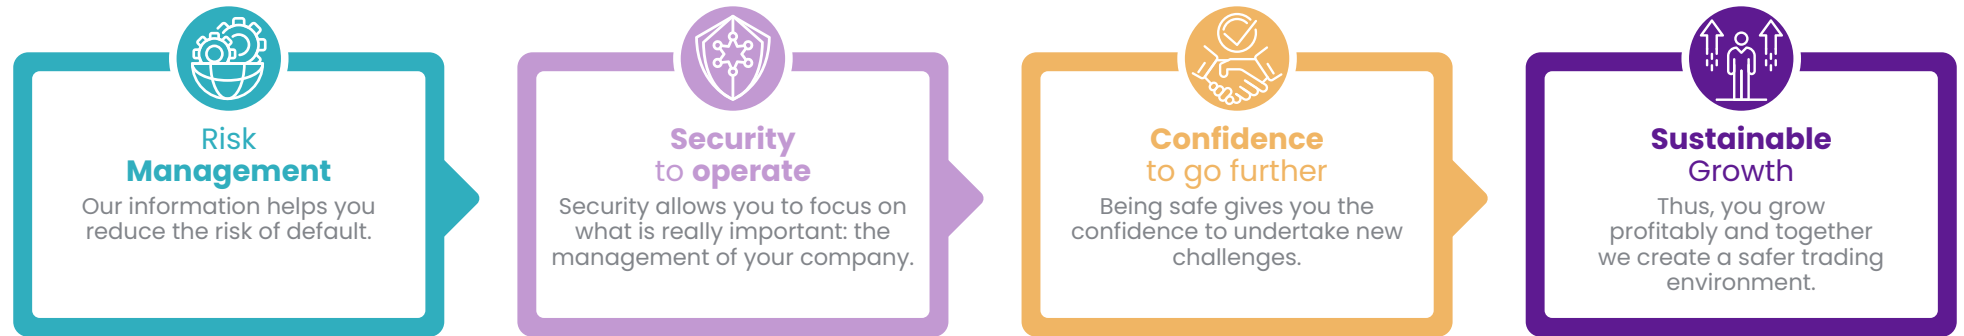 Risk
Management
Our information helps you
reduce the risk of default.
Security
to operate
Security allows you to focus on
what is really important: the
management of your company.
Confidence
to go further
Being safe gives you the
confidence to undertake new
challenges.
Sustainable
Growth
Thus, you grow
profitably and together
we create a safer trading
environment.